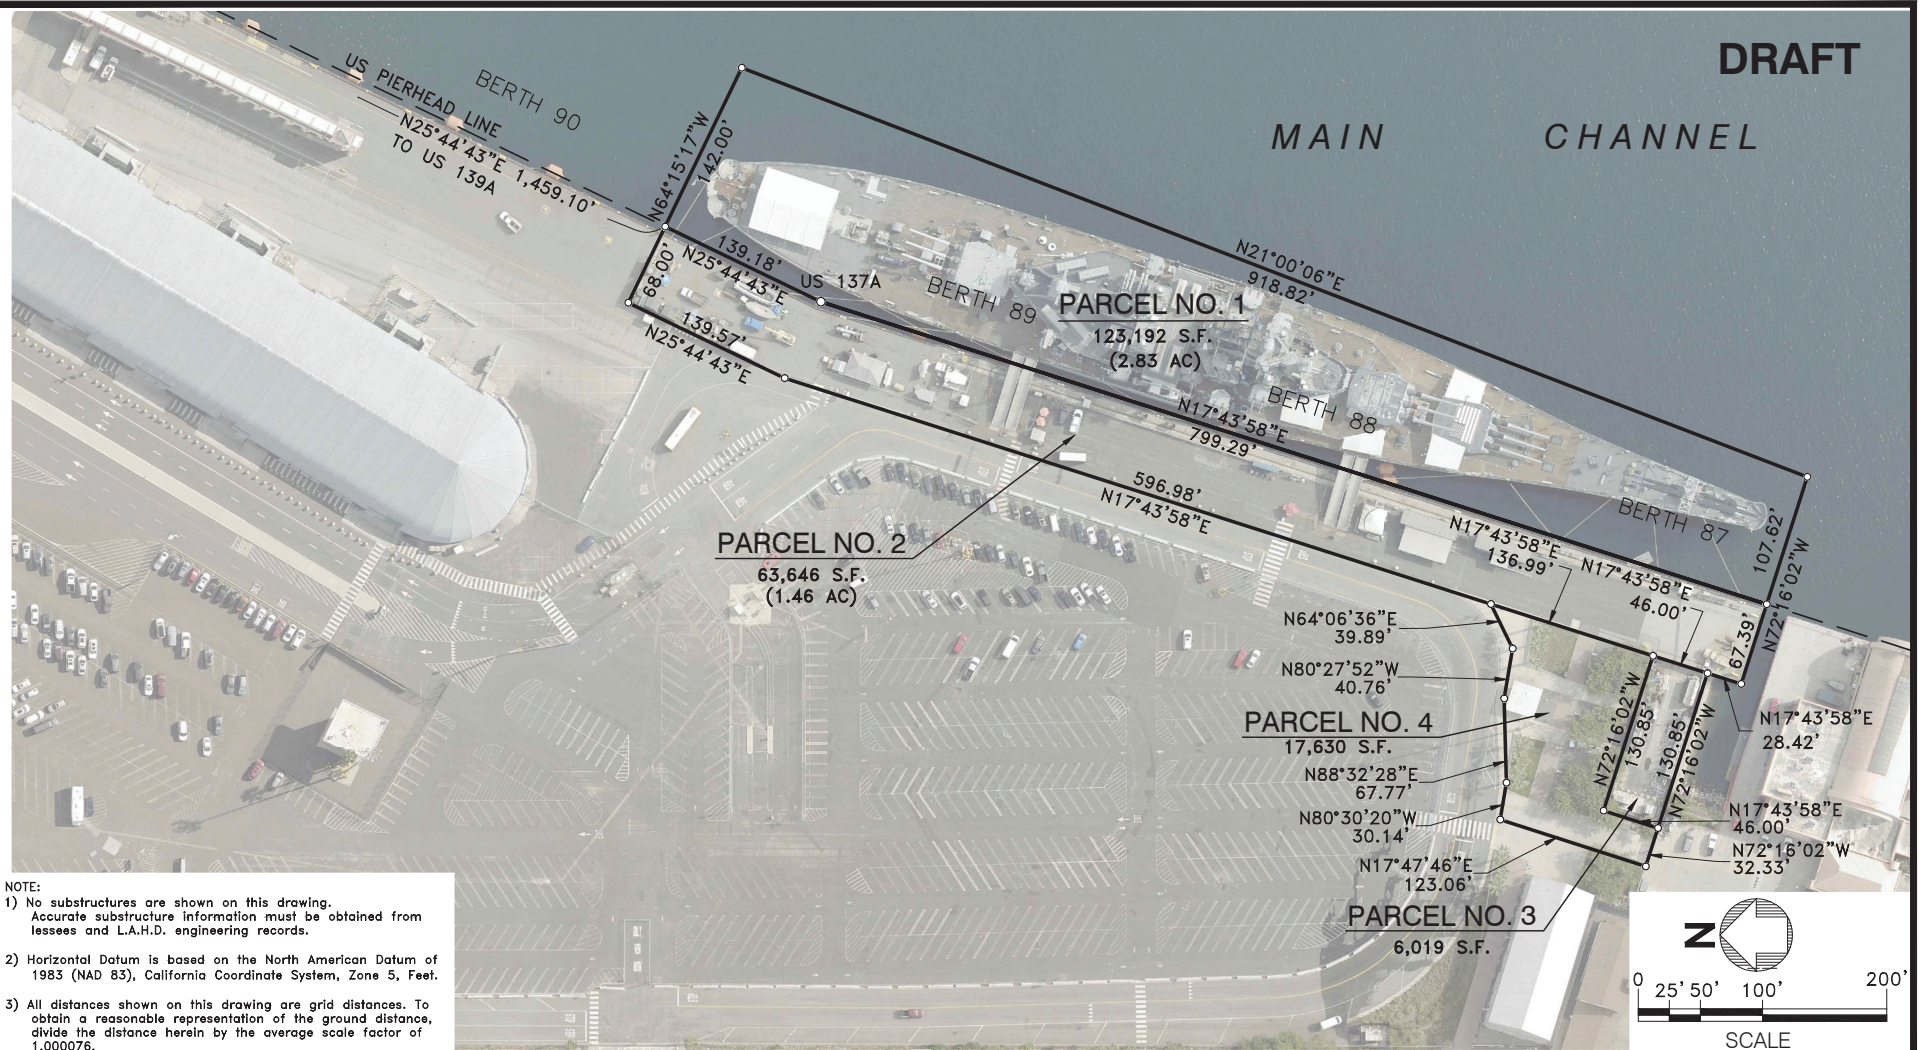 DRAFT
MAIN CHANNEL
US PIERHEAD LINE
BERTH 90
N25°44'43"E 1,459.10'
TO US 139A
N64°15'17"W
142.00'
N21°00'06"E
918.82'
68.00'
139.18'
N25°44'43"E
US 137A
BERTH 89
PARCEL NO. 1
123,192 S.F.
(2.83 AC)
139.57'
N25°44'43"E
BERTH 88
N17°43'58"E
799.29'
596.98'
N17°43'58"E
BERTH 87
107.62'
N72°16'02"W
N17°43'58"E
136.99'
N17°43'58"E
46.00'
67.39'
PARCEL NO. 2
63,646 S.F.
(1.46 AC)
N64°06'36"E
39.89'
N80°27'52"W
40.76'
PARCEL NO. 4
17,630 S.F.
N88°32'28"E
67.77'
N80°30'20"W
30.14'
N17°47'46"E
123.06'
N72°16'02"W
130.85'
130.85'
N72°16'02"W
N17°43'58"E
28.42'
N17°43'58"E
46.00'
N72°16'02"W
32.33'
PARCEL NO. 3
6,019 S.F.
NOTE:
1) No substructures are shown on this drawing.
Accurate substructure information must be obtained from
lessees and L.A.H.D. engineering records.
2) Horizontal Datum is based on the North American Datum of
1983 (NAD 83), California Coordinate System, Zone 5, Feet.
3) All distances shown on this drawing are grid distances. To
obtain a reasonable representation of the ground distance,
divide the distance herein by the average scale factor of
1.000076.
N
0 25' 50' 100' 200'
SCALE